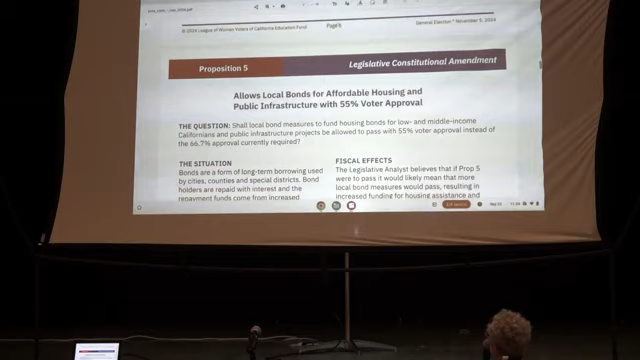 © 2024 League of Women Voters of California Education Fund
Page 6
General Election * November 5, 2024
Proposition 5
Legislative Constitutional Amendment
Allows Local Bonds for Affordable Housing and
Public Infrastructure with 55% Voter Approval
THE QUESTION: Shall local bond measures to fund housing bonds for low- and middle-income
Californians and public infrastructure projects be allowed to pass with 55% voter approval instead of
the 66.7% approval currently required?
THE SITUATION
Bonds are a form of long-term borrowing used
by cities, counties and special districts. Bond
holders are repaid with interest and the
repayment funds come from increased
FISCAL EFFECTS
The Legislative Analyst believes that if Prop 5
were to pass it would likely mean that more
local bond measures would pass, resulting in
increased funding for housing assistance and